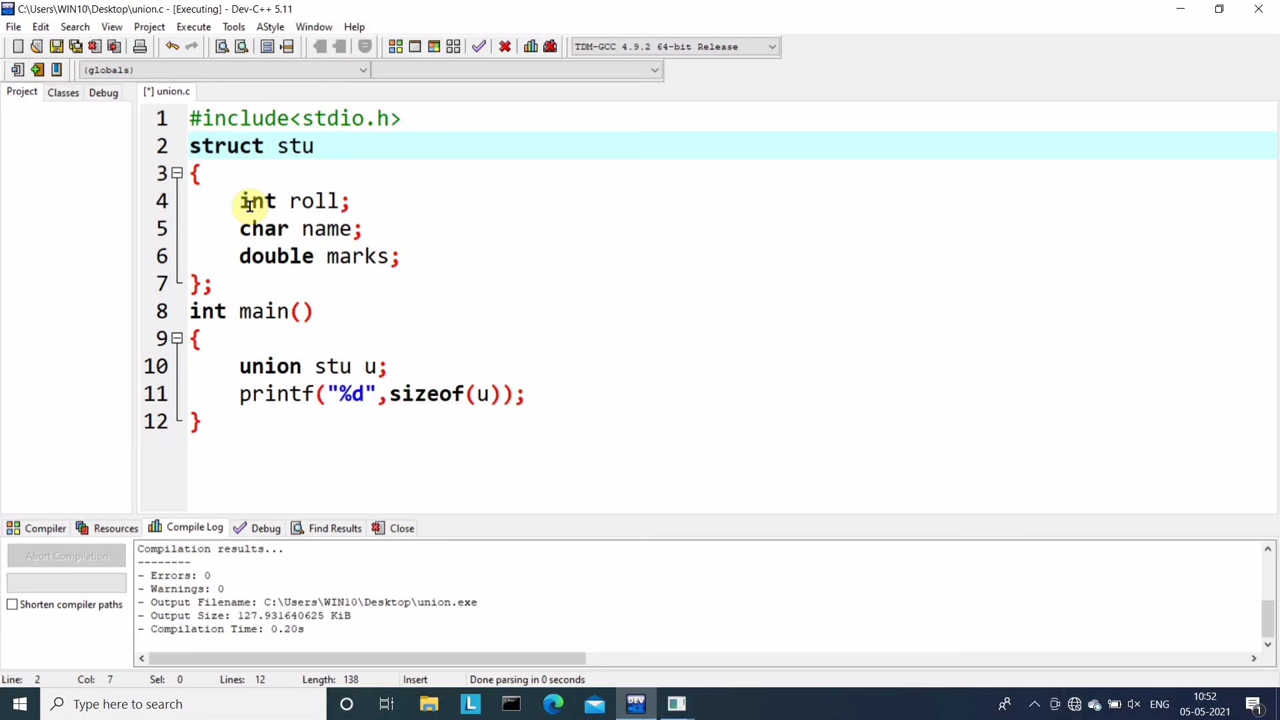 C:\Users\WIN10\Desktop\union.c - [Executing] - Dev-C++ 5.11
File Edit Search View Project Execute Tools AStyle Window Help
TDM-GCC 4.9.2 64-bit Release
(globals)
Project Classes Debug [*] union.c
1 #include<stdio.h>
2 struct stu
3 {
4 int roll;
5 char name;
6 double marks;
7 };
8 int main()
9 {
10 union stu u;
11 printf("%d",sizeof(u));
12 }
Compiler Resources Compile Log Debug Find Results Close
Abort Compilation
Shorten compiler paths
Compilation results...
--------
- Errors: 0
- Warnings: 0
- Output Filename: C:\Users\WIN10\Desktop\union.exe
- Output Size: 127.931640625 KiB
- Compilation Time: 0.20s
Line: 2 Col: 7 Sel: 0 Lines: 12 Length: 138 Insert Done parsing in 0 seconds
Type here to search
L
DEV
ENG
10:52
05-05-2021
1